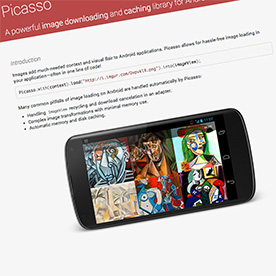 Picasso
A powerful image downloading and caching library for Android
Introduction
Images add much-needed context and visual flair to Android applications. Picasso allows for hassle-free image loading in
your application—often in one line of code!
Picasso.with(context).load("http://i.imgur.com/DvpvklR.png").into(imageView);
Many common pitfalls of image loading on Android are handled automatically by Picasso:
• Handling ImageView recycling and download cancelation in an adapter.
• Complex image transformations with minimal memory use.
• Automatic memory and disk caching.